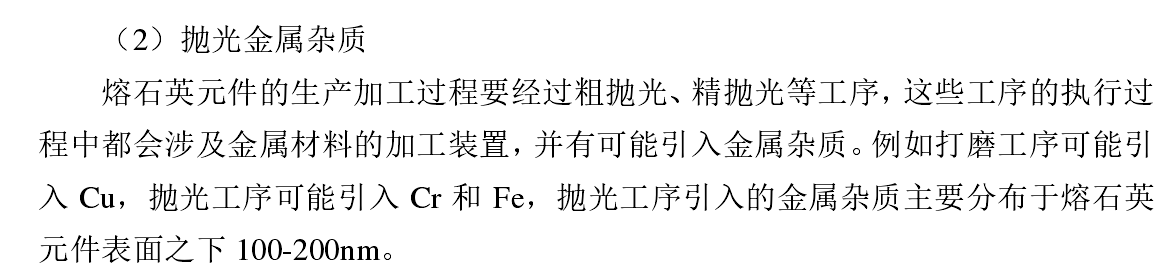 （2）抛光金属杂质
熔石英元件的生产加工过程要经过粗抛光、精抛光等工序，这些工序的执行过
程中都会涉及金属材料的加工装置，并有可能引入金属杂质。例如打磨工序可能引
入 Cu，抛光工序可能引入 Cr 和 Fe，抛光工序引入的金属杂质主要分布于熔石英
元件表面之下 100-200nm。